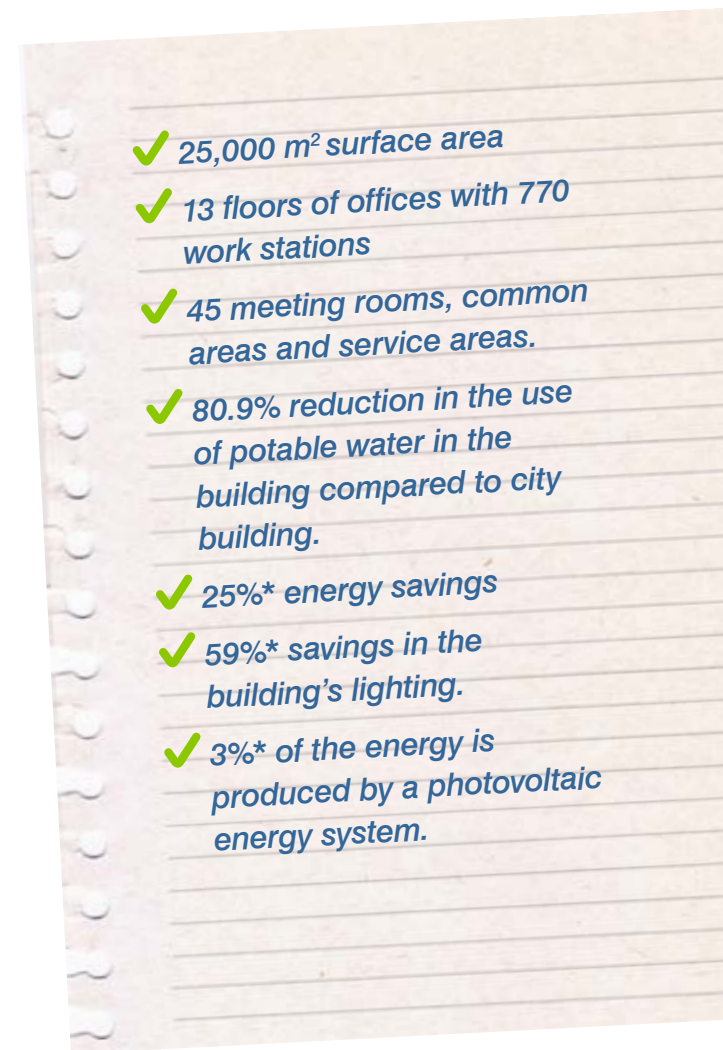 25,000 m² surface area
13 floors of offices with 770
work stations
45 meeting rooms, common
areas and service areas.
80.9% reduction in the use
of potable water in the
building compared to city
building.
25%* energy savings
59%* savings in the
building’s lighting.
3%* of the energy is
produced by a photovoltaic
energy system.